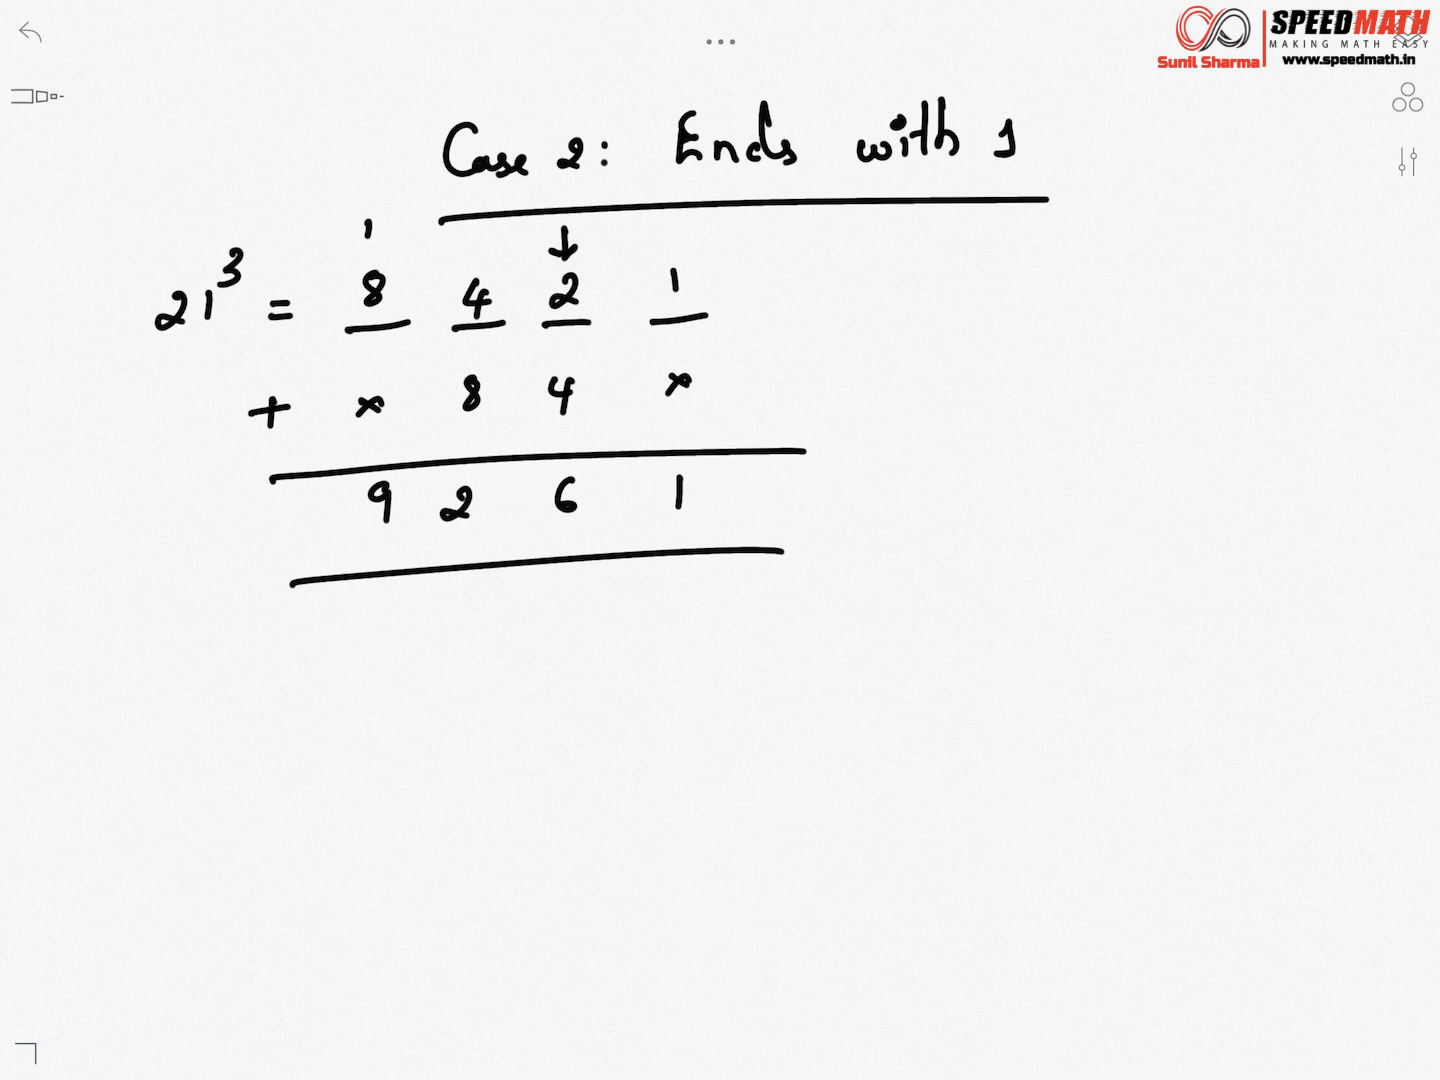 SPEEDMATH
MAKING MATH EASY
Sunil Sharma
www.speedmath.in
Case 2: Ends with 1
1
21³ = 8 4 2 1
+ × 8 4 ×
9 2 6 1